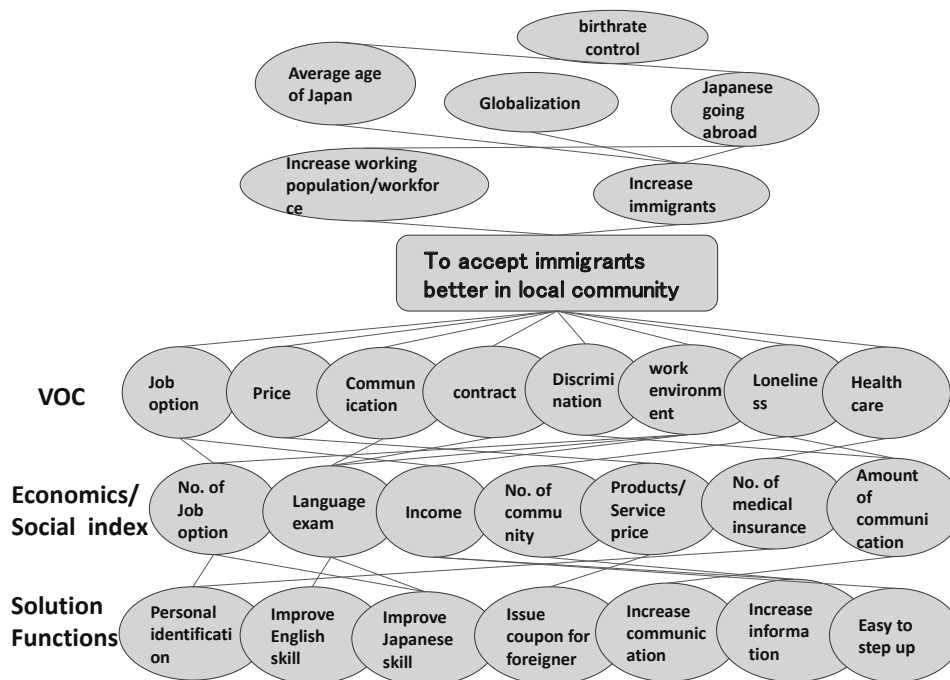 birthrate
control
Average age
of Japan
Globalization
Japanese
going
abroad
Increase working
population/workfor
ce
Increase
immigrants
To accept immigrants
better in local community
VOC
Job
option
Price
Commun
ication
contract
Discrimi
nation
work
environm
ent
Loneline
ss
Health
care
Economics/
Social index
No. of
Job
option
Language
exam
Income
No. of
commu
nity
Products/
Service
price
No. of
medical
insurance
Amount
of
communi
cation
Solution
Functions
Personal
identificati
on
Improve
English
skill
Improve
Japanese
skill
Issue
coupon for
foreigner
Increase
communic
ation
Increase
informa
tion
Easy to
step up